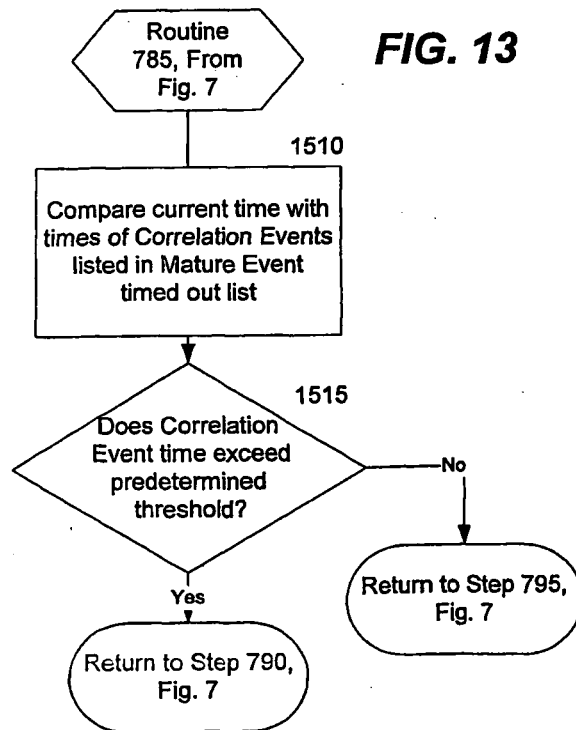 Routine
785, From
Fig. 7
FIG. 13
1510
Compare current time with
times of Correlation Events
listed in Mature Event
timed out list
1515
Does Correlation
Event time exceed
predetermined
threshold?
No
Return to Step 795,
Fig. 7
Yes
Return to Step 790,
Fig. 7